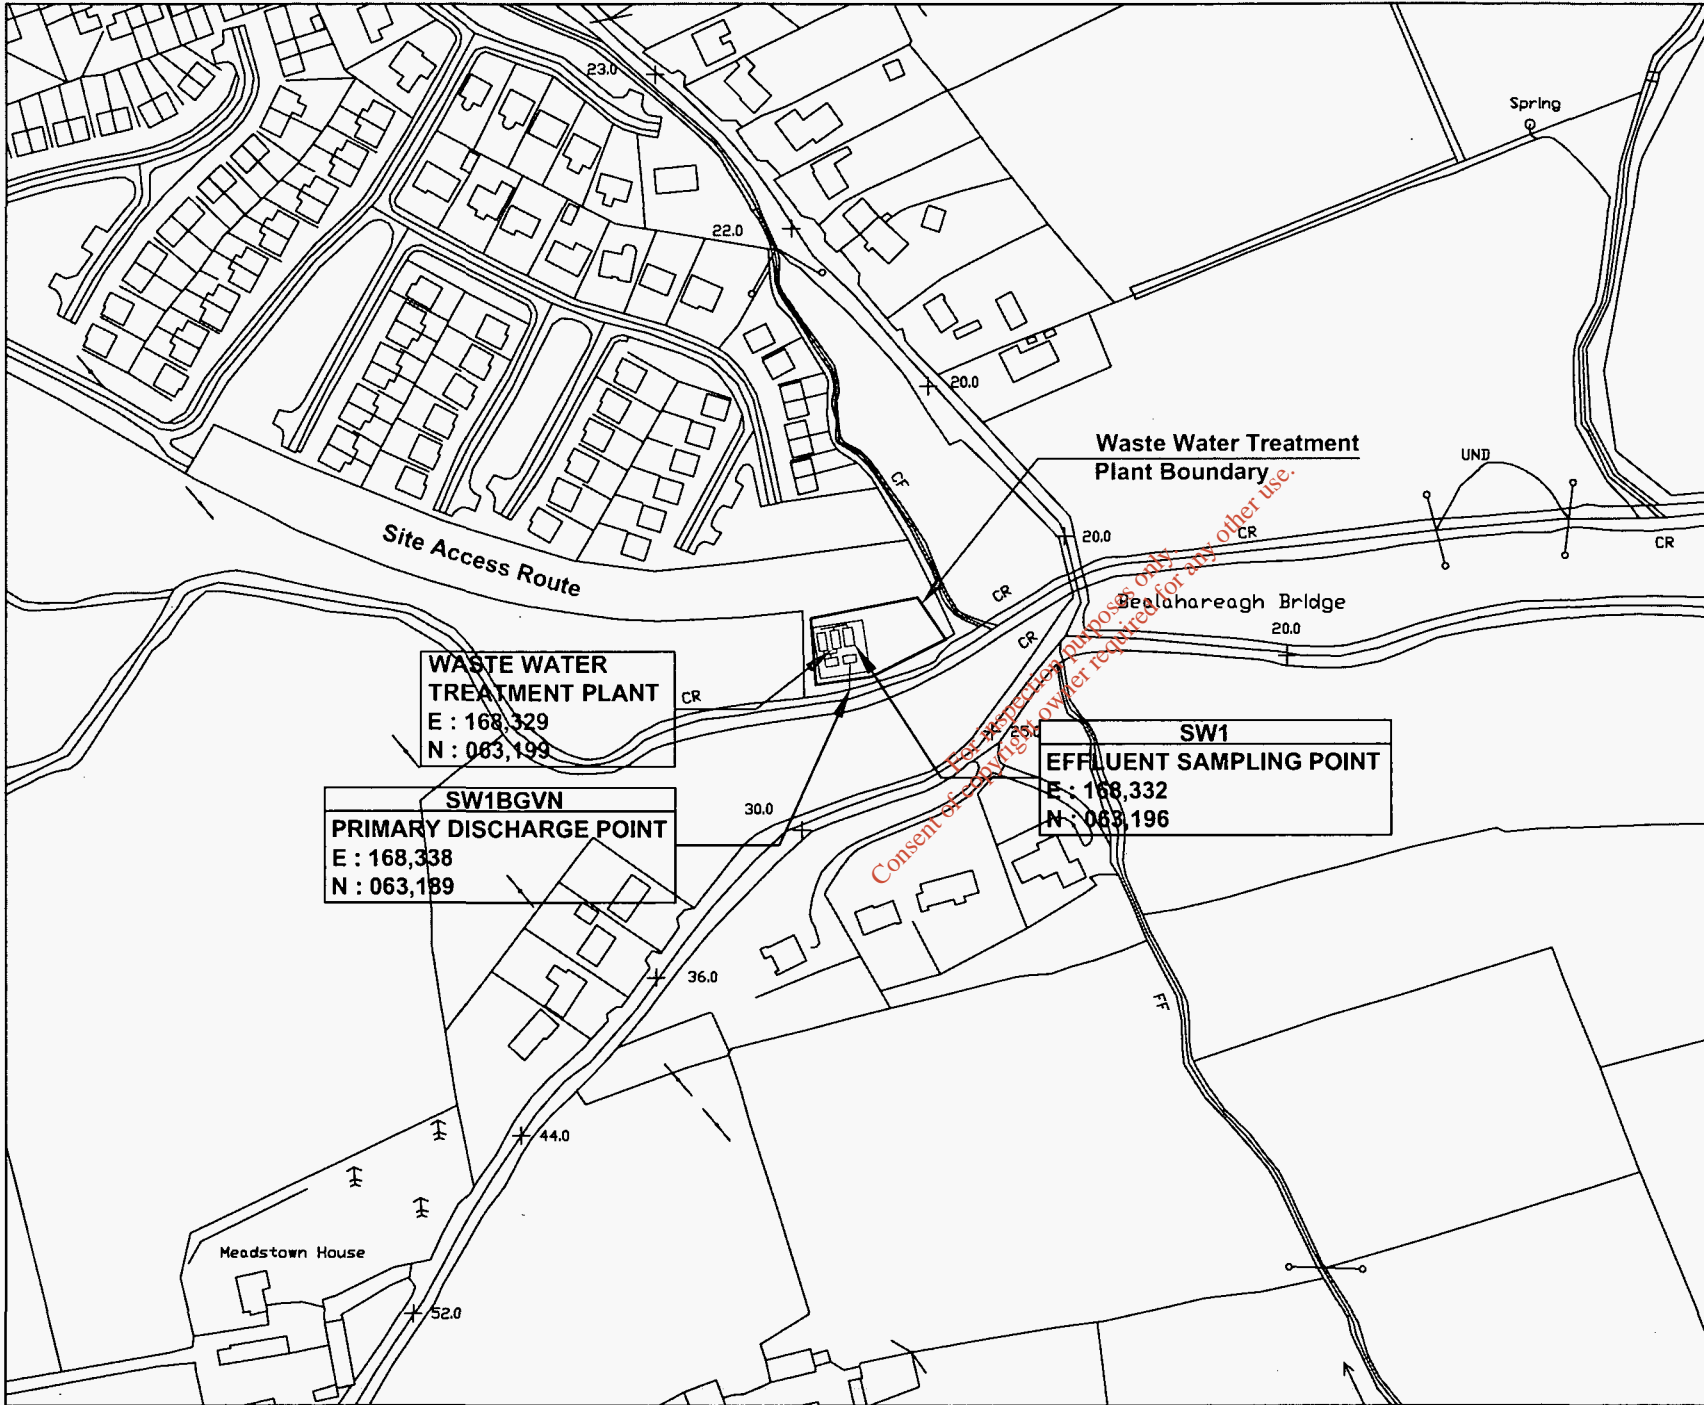 23.0
Spring
22.0
20.0
Waste Water Treatment
Plant Boundary
UND
CF
20.0
CR
CR
Site Access Route
CR
Bealahareagh Bridge
20.0
CR
WASTE WATER
TREATMENT PLANT
E : 168,329
N : 063,199
CR
25.0
SW1
EFFLUENT SAMPLING POINT
E : 168,332
N : 063,196
SW1BGVN
PRIMARY DISCHARGE POINT
E : 168,338
N : 063,189
30.0
For inspection purposes only.
Consent of copyright owner required for any other use.
36.0
FF
44.0
Meadstown House
52.0